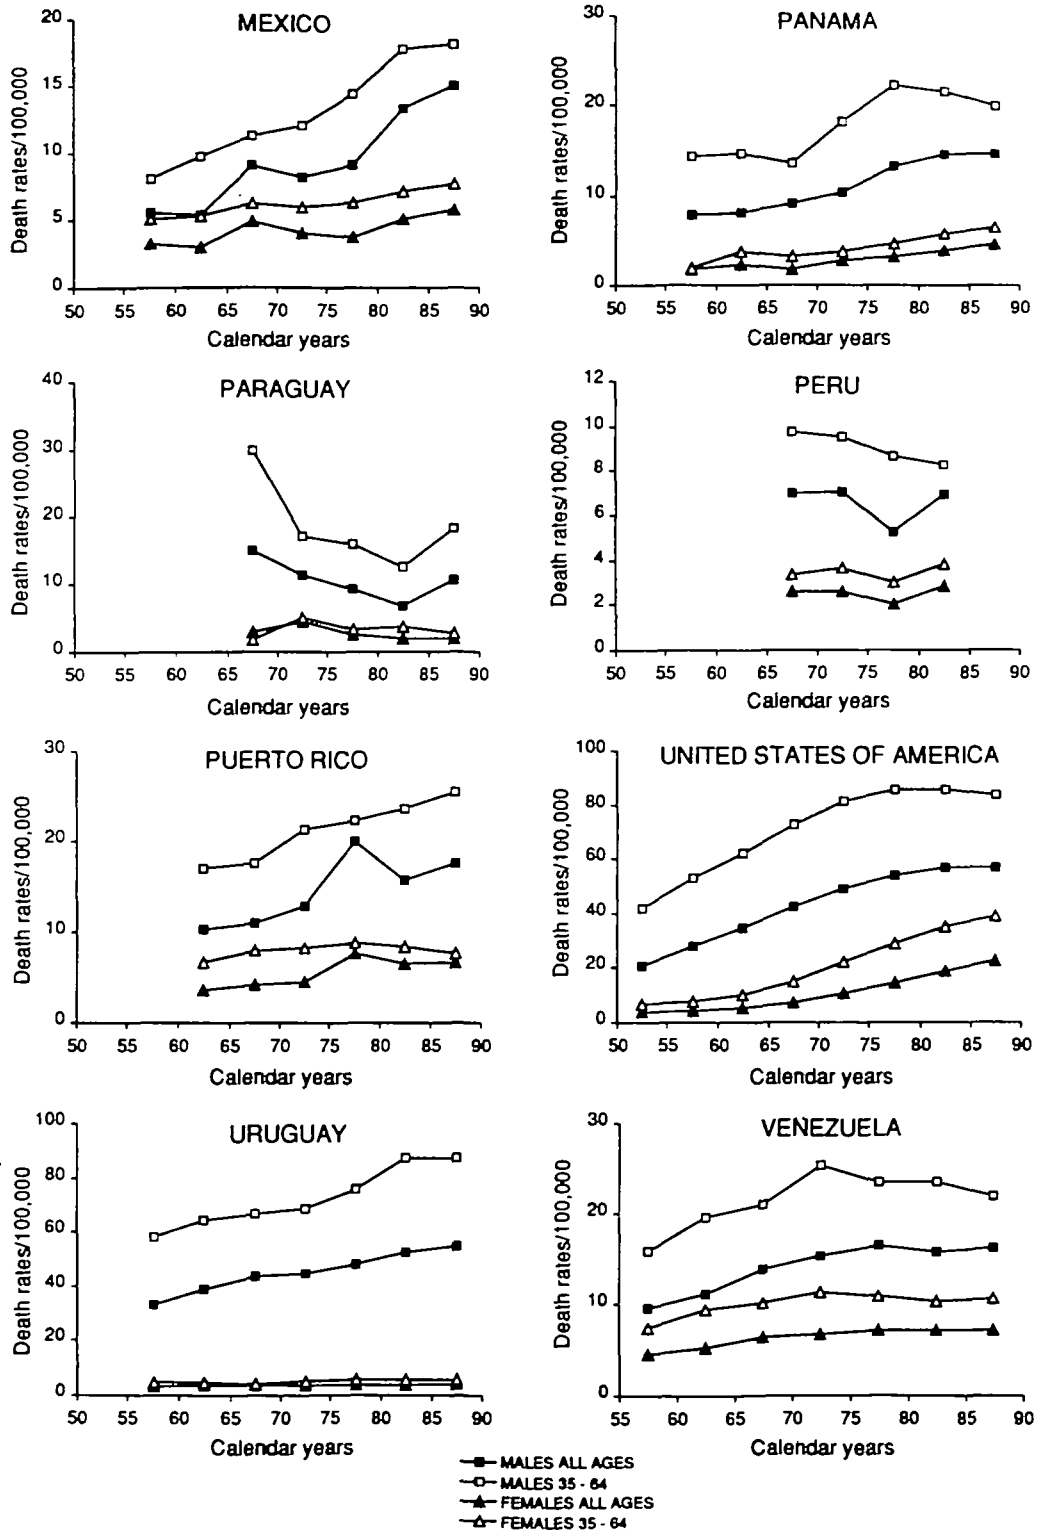 MEXICO
Death rates/100,000
20
15
10
5
0
50 55 60 65 70 75 80 85 90
Calendar years
PANAMA
Death rates/100,000
30
20
10
0
50 55 60 65 70 75 80 85 90
Calendar years
PARAGUAY
Death rates/100,000
40
30
20
10
0
50 55 60 65 70 75 80 85 90
Calendar years
PERU
Death rates/100,000
12
10
8
6
4
2
0
50 55 60 65 70 75 80 85 90
Calendar years
PUERTO RICO
Death rates/100,000
30
20
10
0
50 55 60 65 70 75 80 85 90
Calendar years
UNITED STATES OF AMERICA
Death rates/100,000
100
80
60
40
20
0
50 55 60 65 70 75 80 85 90
Calendar years
URUGUAY
Death rates/100,000
100
80
60
40
20
0
50 55 60 65 70 75 80 85 90
Calendar years
VENEZUELA
Death rates/100,000
30
20
10
0
55 60 65 70 75 80 85 90
Calendar years
MALES ALL AGES
MALES 35 - 64
FEMALES ALL AGES
FEMALES 35 - 64